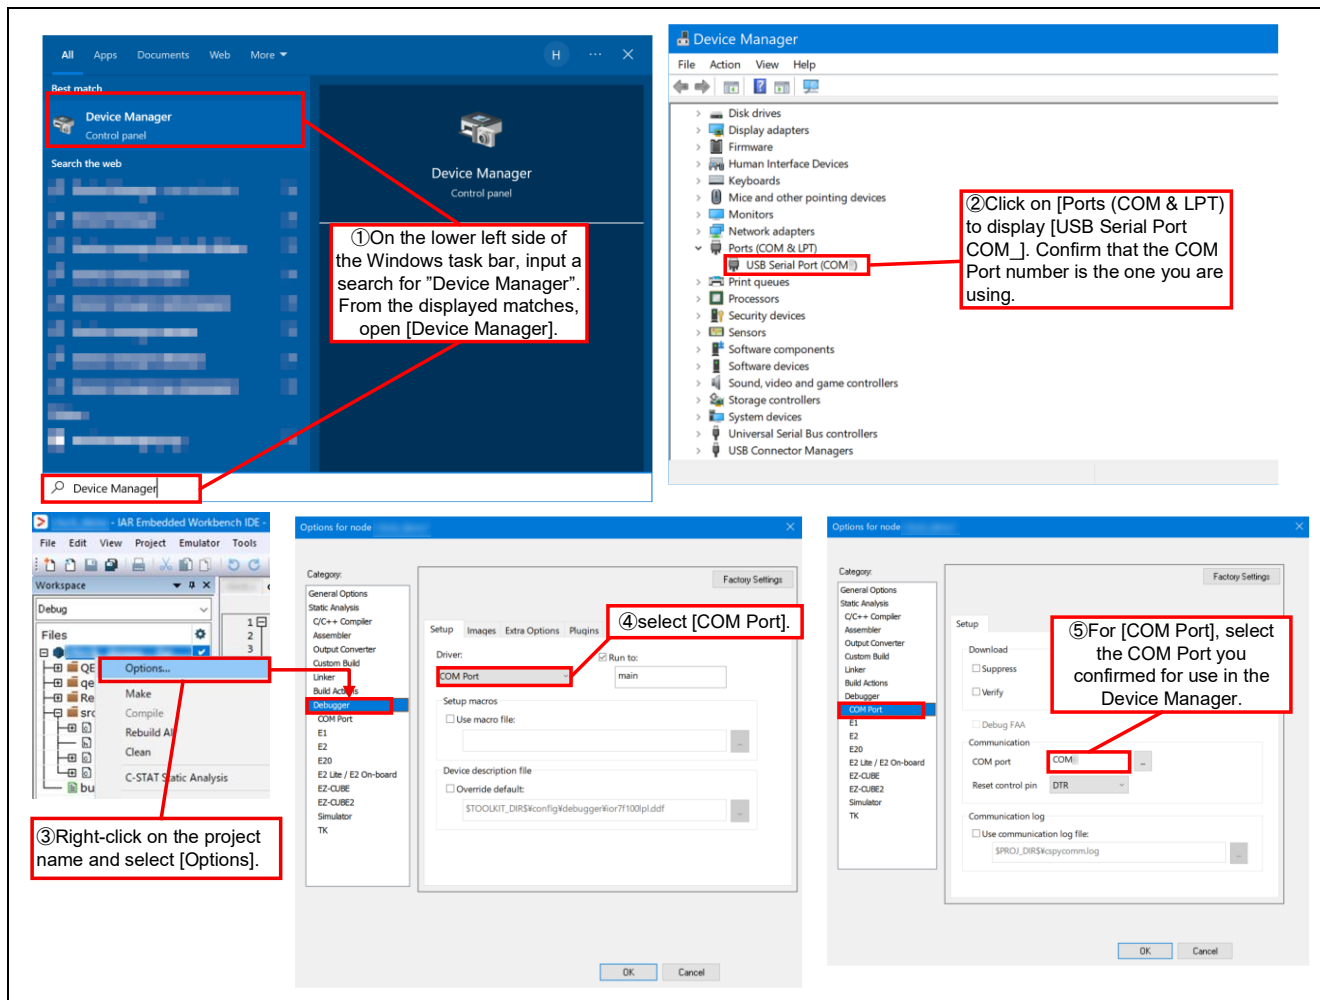 All Apps Documents Web More H ... ×
Best match
Device Manager
Control panel
Search the web
Device Manager
Control panel
①On the lower left side of
the Windows task bar, input a
search for ”Device Manager”.
From the displayed matches,
open [Device Manager].
Device Manager
Device Manager
File Action View Help
Disk drives
Display adapters
Firmware
Human Interface Devices
Keyboards
Mice and other pointing devices
Monitors
Network adapters
Ports (COM & LPT)
USB Serial Port (COM )
Print queues
Processors
Security devices
Sensors
Software components
Software devices
Sound, video and game controllers
Storage controllers
System devices
Universal Serial Bus controllers
USB Connector Managers
②Click on [Ports (COM & LPT)
to display [USB Serial Port
COM_]. Confirm that the COM
Port number is the one you are
using.
- IAR Embedded Workbench IDE -
File Edit View Project Emulator Tools
Workspace
Debug
Files
QE
qe
Re
src
bu
1
2
3
Options...
Make
Compile
Rebuild All
Clean
C-STAT Static Analysis
③Right-click on the project
name and select [Options].
Options for node
Category:
General Options
Static Analysis
C/C++ Compiler
Assembler
Output Converter
Custom Build
Linker
Build Actions
Debugger
COM Port
E1
E2
E20
E2 Lite / E2 On-board
EZ-CUBE
EZ-CUBE2
Simulator
TK
Factory Settings
Setup Images Extra Options Plugins
Driver:
COM Port
Run to:
main
Setup macros
Use macro file:
...
Device description file
Override default:
$TOOLKIT_DIR$¥config¥debugger¥ior7f100lpl.ddf
...
OK Cancel
④select [COM Port].
Options for node
Category:
General Options
Static Analysis
C/C++ Compiler
Assembler
Output Converter
Custom Build
Linker
Build Actions
Debugger
COM Port
E1
E2
E20
E2 Lite / E2 On-board
EZ-CUBE
EZ-CUBE2
Simulator
TK
Factory Settings
Setup
Download
Suppress
Verify
Debug FAA
Communication
COM port COM ...
Reset control pin DTR
Communication log
Use communication log file:
$PROJ_DIR$¥cspycomm.log
...
OK Cancel
⑤For [COM Port], select
the COM Port you
confirmed for use in the
Device Manager.